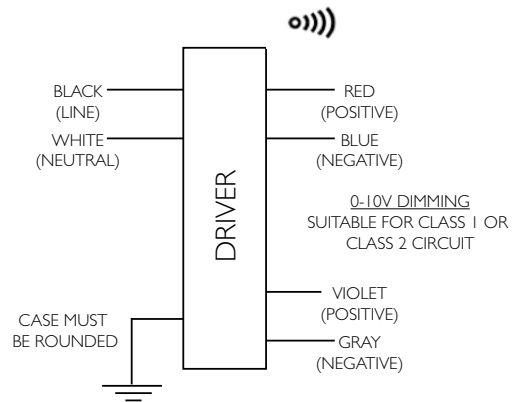 BLACK
(LINE)
WHITE
(NEUTRAL)
DRIVER
RED
(POSITIVE)
BLUE
(NEGATIVE)
0-10V DIMMING
SUITABLE FOR CLASS 1 OR
CLASS 2 CIRCUIT
VIOLET
(POSITIVE)
GRAY
(NEGATIVE)
CASE MUST
BE ROUNDED